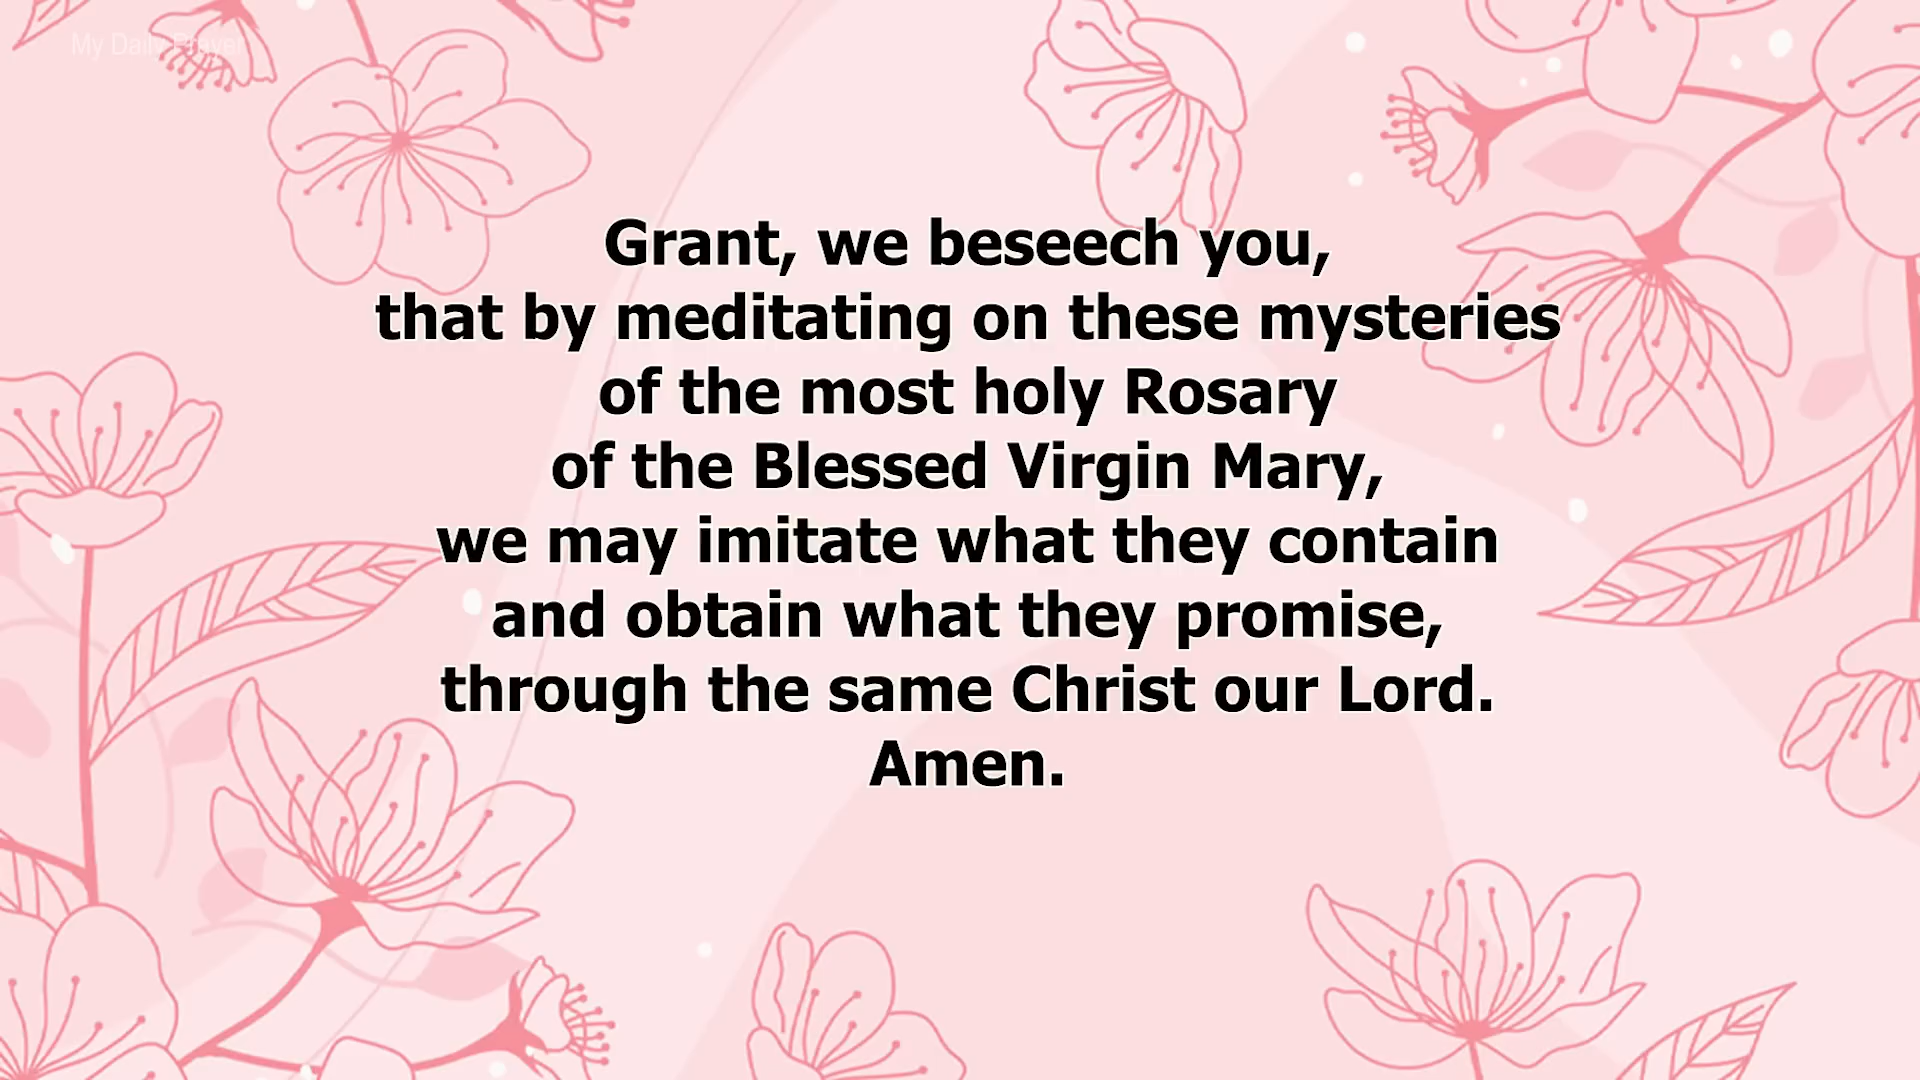 My Daily Prayer
Grant, we beseech you,
that by meditating on these mysteries
of the most holy Rosary
of the Blessed Virgin Mary,
we may imitate what they contain
and obtain what they promise,
through the same Christ our Lord.
Amen.